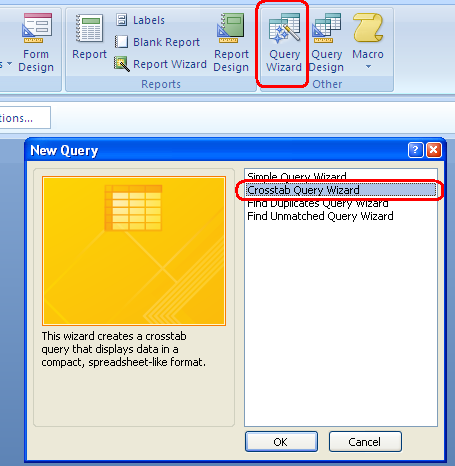 Form
Design
Report
Labels
Blank Report
Report Wizard
Report
Design
Query
Wizard
Query
Design
Macro
s
Reports
Other
tions...
New Query
Simple Query Wizard
Crosstab Query Wizard
Find Duplicates Query Wizard
Find Unmatched Query Wizard
This wizard creates a crosstab
query that displays data in a
compact, spreadsheet-like format.
OK
Cancel